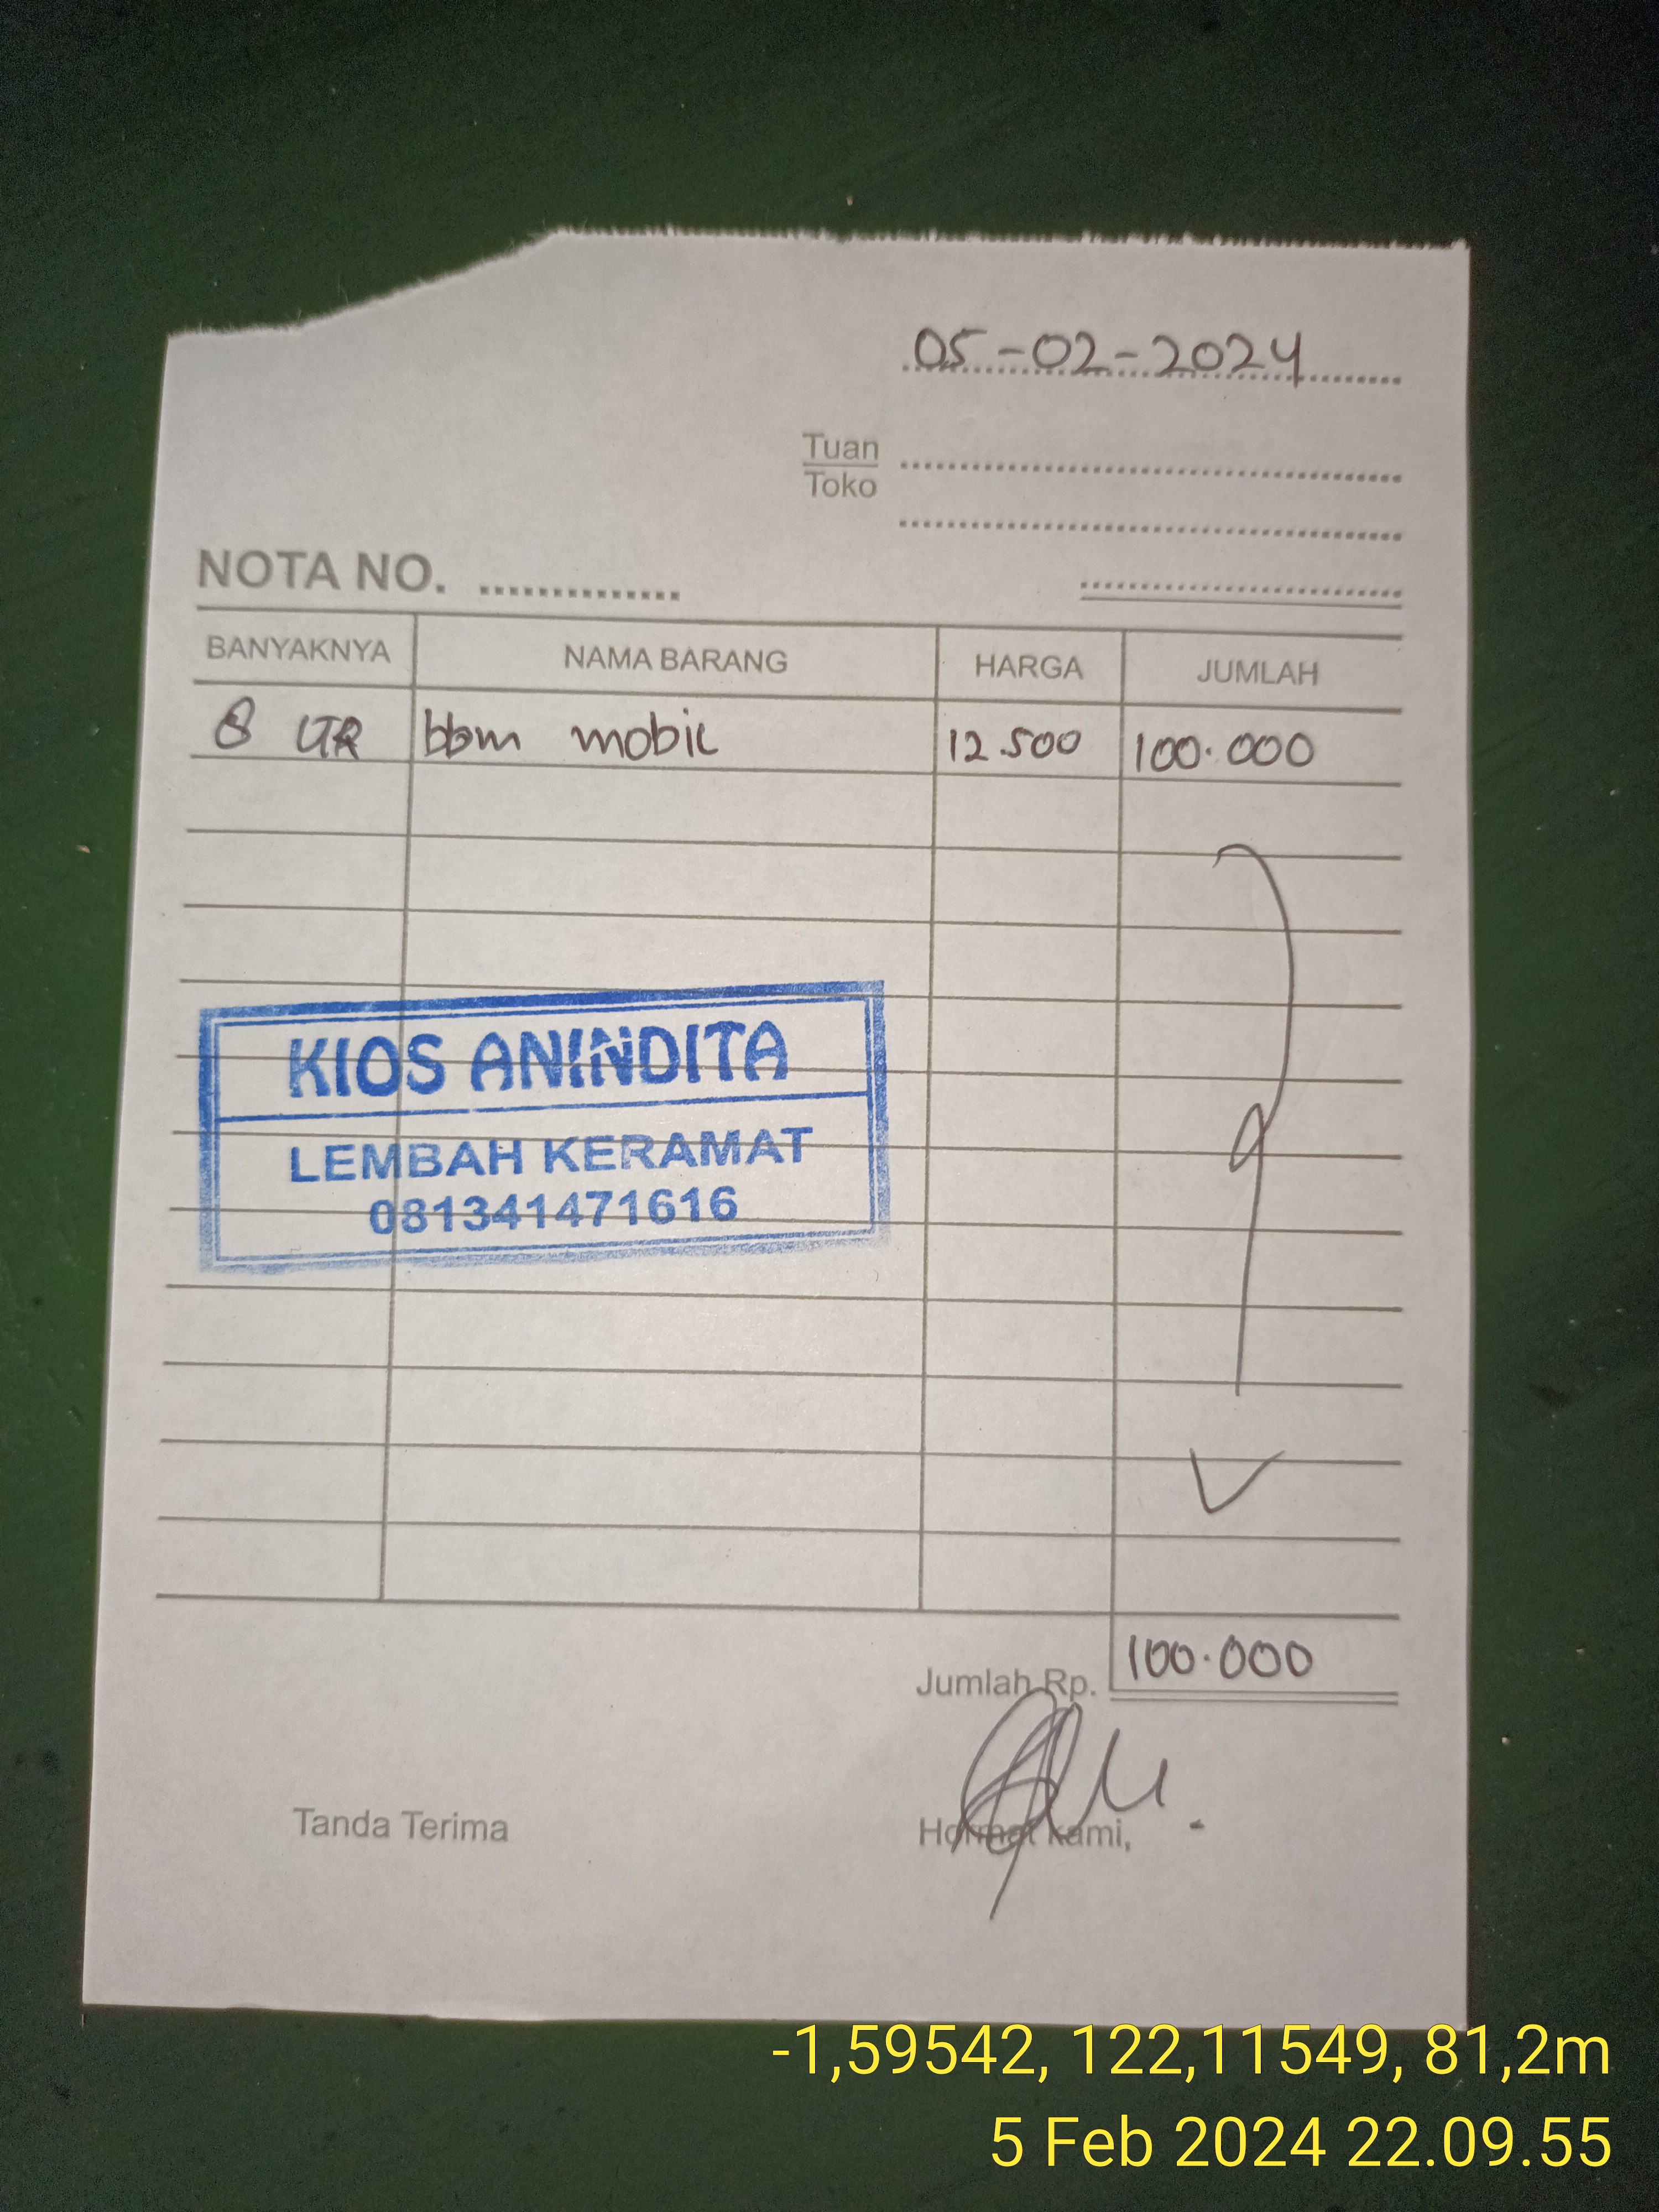 05-02-2024
Tuan
Toko
NOTA NO.
BANYAKNYA NAMA BARANG HARGA JUMLAH
8 LTR bbm mobil 12.500 100.000
KIOS ANINDITA
LEMBAH KERAMAT
081341471616
Jumlah Rp. 100.000
Tanda Terima Hormat kami,
-1,59542, 122,11549, 81,2m
5 Feb 2024 22.09.55